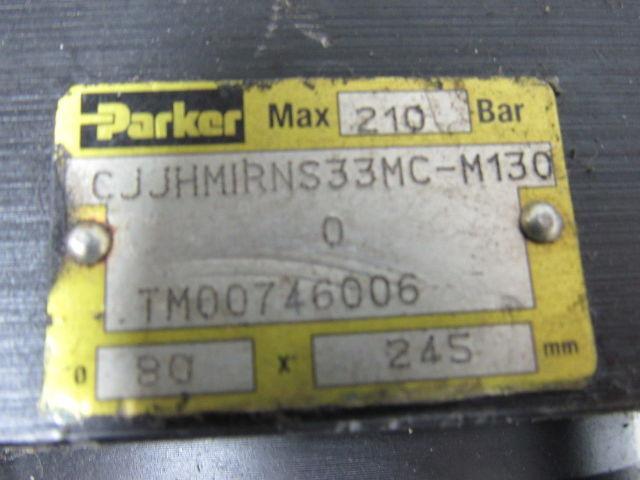 Parker Max 210 Bar
CJJHMIRNS33MC-M130
0
TM00746006
ø 80 x 245 mm